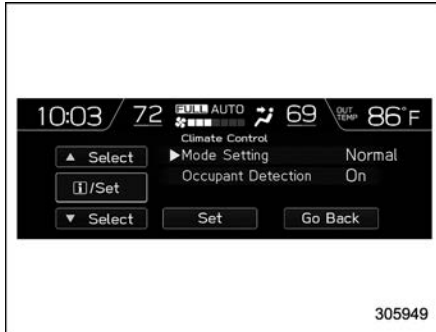 10:03 72 FULL AUTO 69 OUT TEMP 86°F
Climate Control
▲ Select ▶Mode Setting Normal
i/Set Occupant Detection On
▼ Select Set Go Back
305949